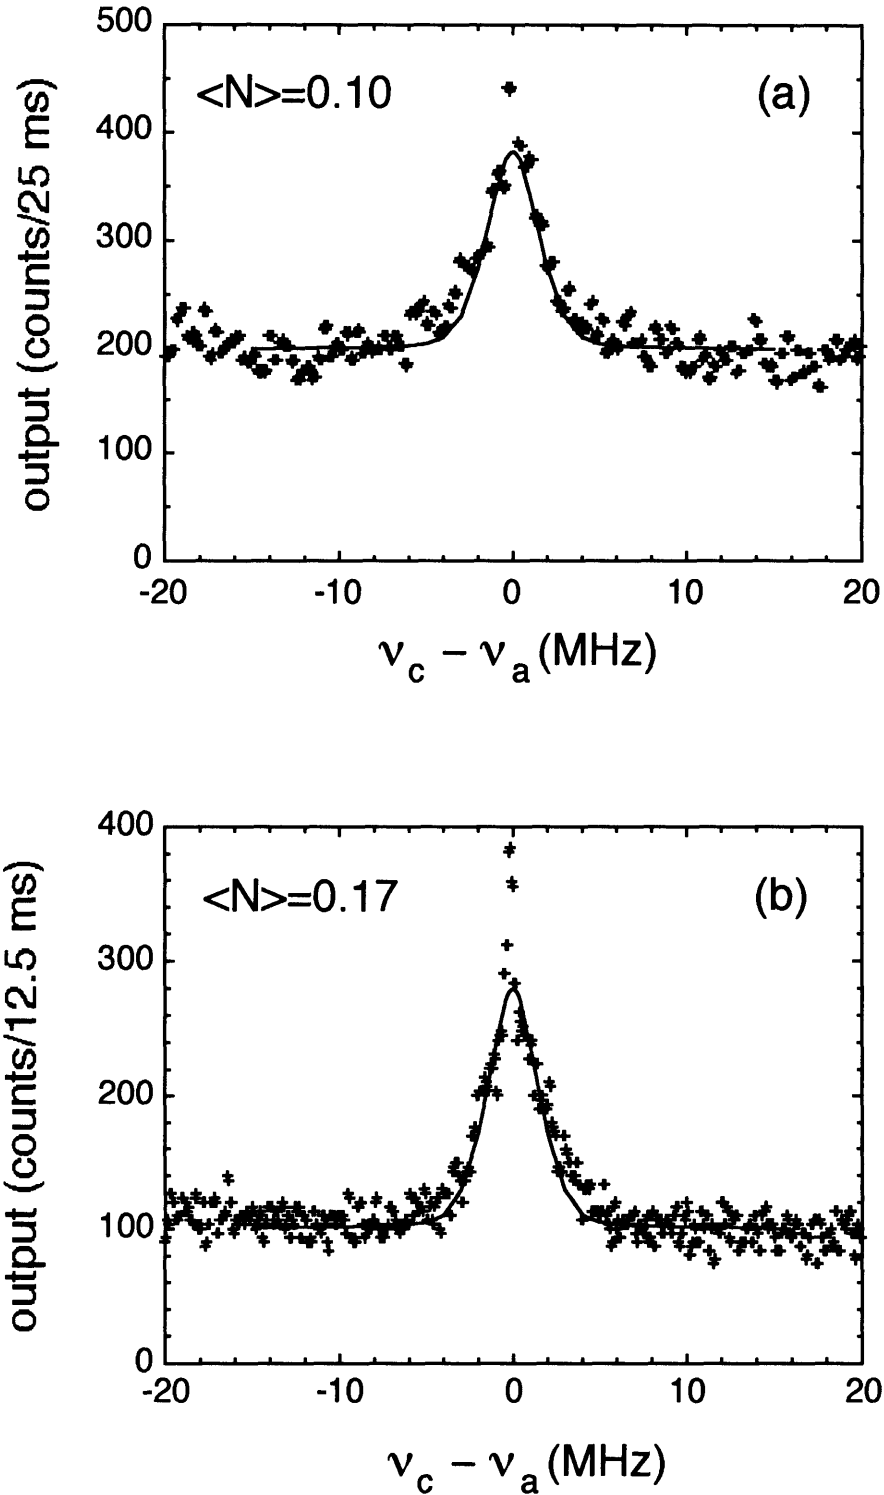 500
<N>=0.10
(a)
400
300
200
100
0
output (counts/25 ms)
-20
-10
0
10
20
νc – νa (MHz)
400
<N>=0.17
(b)
300
200
100
0
output (counts/12.5 ms)
-20
-10
0
10
20
νc – νa (MHz)